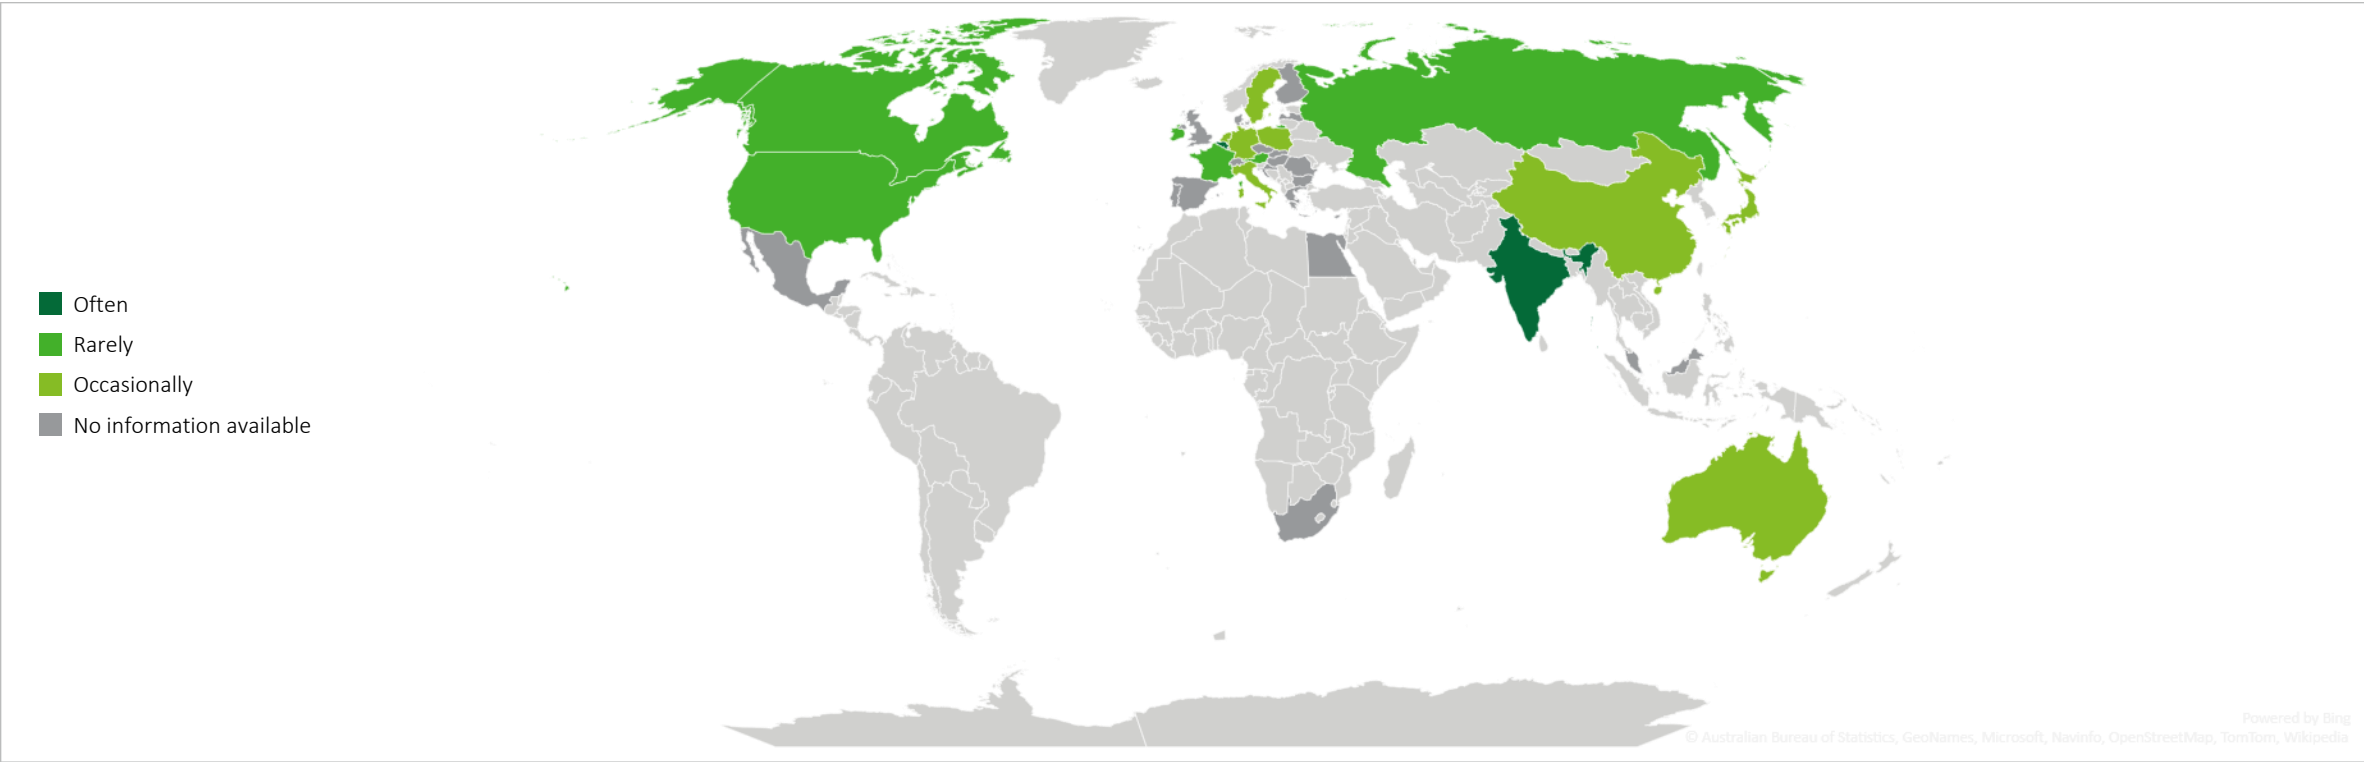 Often
Rarely
Occasionally
No information available
Powered by Bing
© Australian Bureau of Statistics, GeoNames, Microsoft, Navinfo, OpenStreetMap, TomTom, Wikipedia